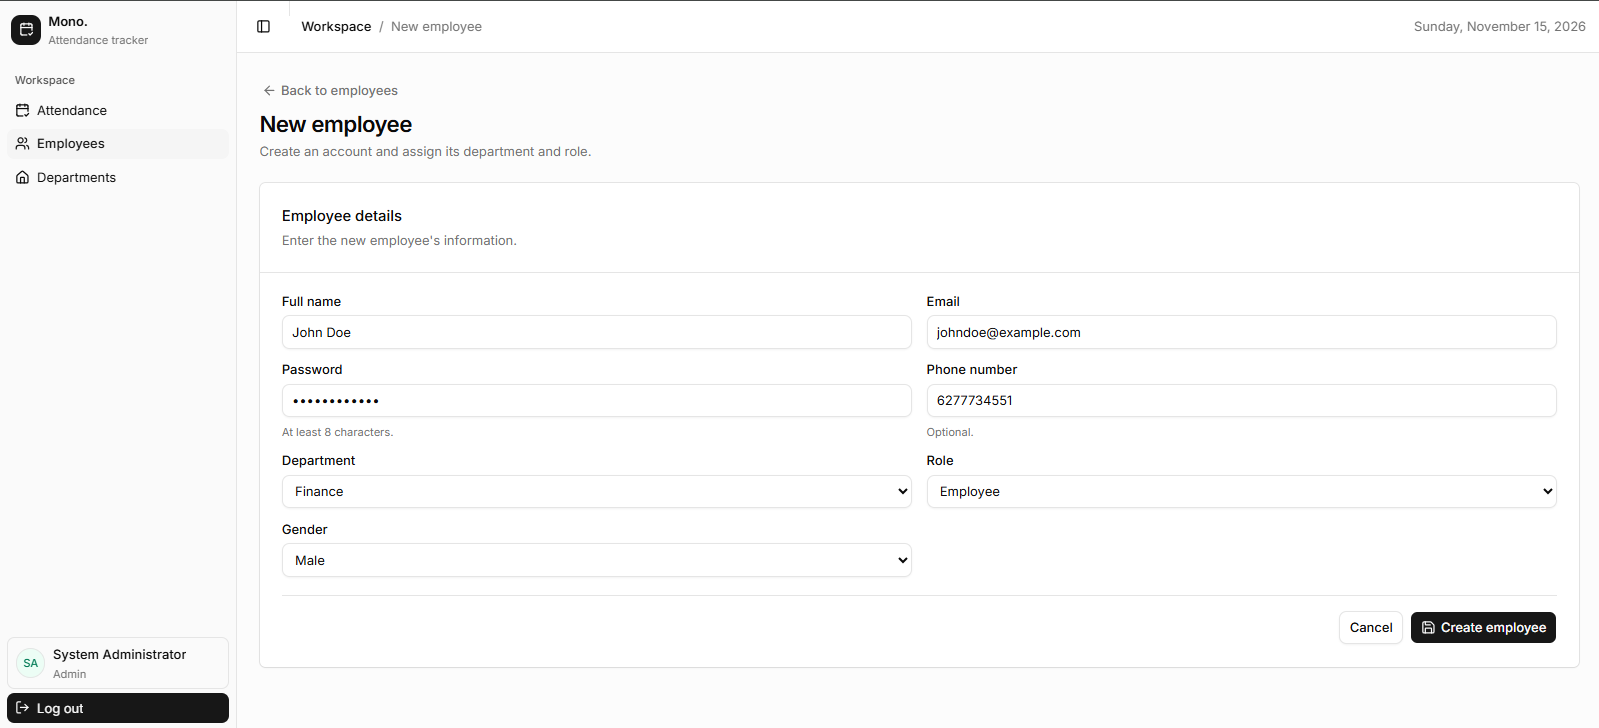 Mono.
Attendance tracker
Workspace
Attendance
Employees
Departments
SA
System Administrator
Admin
Log out
Workspace / New employee
Sunday, November 15, 2026
Back to employees
New employee
Create an account and assign its department and role.
Employee details
Enter the new employee's information.
Full name
John Doe
Email
johndoe@example.com
Password
••••••••••••
At least 8 characters.
Phone number
6277734551
Optional.
Department
Finance
Role
Employee
Gender
Male
Cancel
Create employee